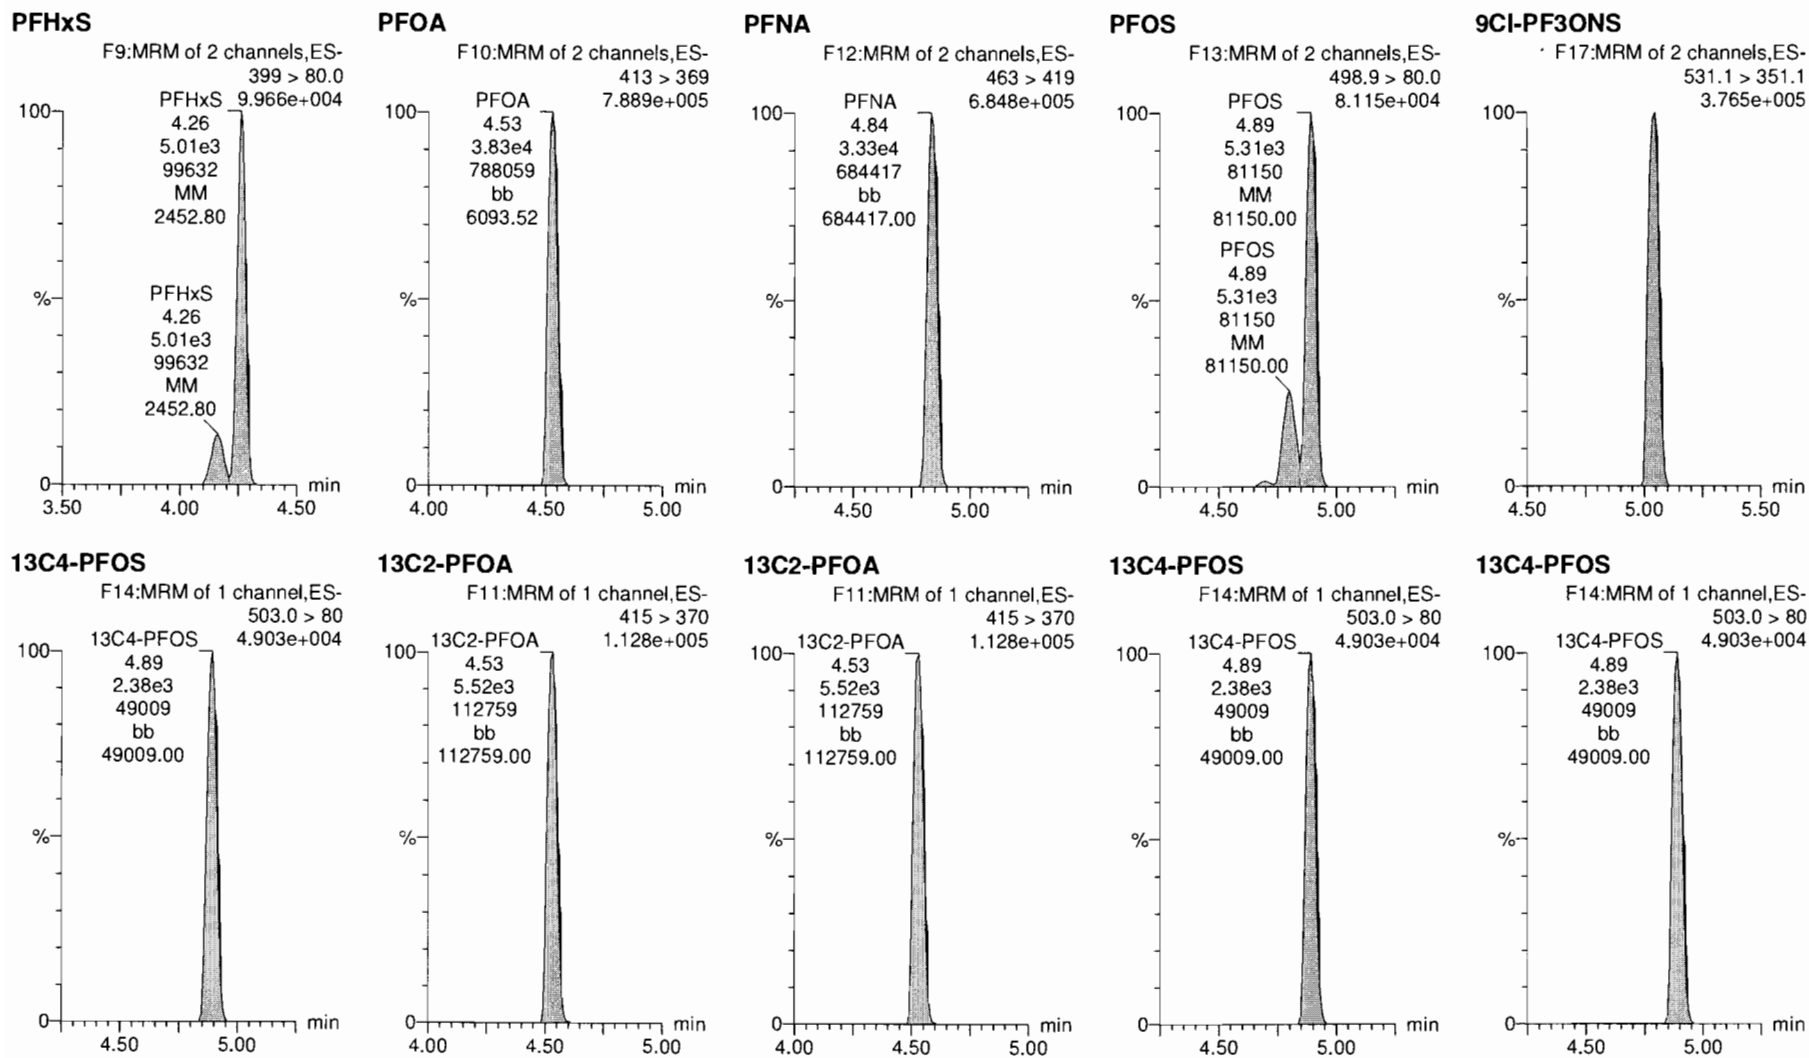 PFHxS
F9:MRM of 2 channels,ES-
399 > 80.0
9.966e+004
PFHxS
4.26
5.01e3
99632
MM
2452.80
PFHxS
4.26
5.01e3
99632
MM
2452.80
100
%
0
min
3.50 4.00 4.50
PFOA
F10:MRM of 2 channels,ES-
413 > 369
7.889e+005
PFOA
4.53
3.83e4
788059
bb
6093.52
100
%
0
min
4.00 4.50 5.00
PFNA
F12:MRM of 2 channels,ES-
463 > 419
6.848e+005
PFNA
4.84
3.33e4
684417
bb
684417.00
100
%
0
min
4.50 5.00
PFOS
F13:MRM of 2 channels,ES-
498.9 > 80.0
8.115e+004
PFOS
4.89
5.31e3
81150
MM
81150.00
PFOS
4.89
5.31e3
81150
MM
81150.00
100
%
0
min
4.50 5.00
9Cl-PF3ONS
F17:MRM of 2 channels,ES-
531.1 > 351.1
3.765e+005
100
%
0
min
4.50 5.00 5.50
13C4-PFOS
F14:MRM of 1 channel,ES-
503.0 > 80
4.903e+004
13C4-PFOS
4.89
2.38e3
49009
bb
49009.00
100
%
0
min
4.50 5.00
13C2-PFOA
F11:MRM of 1 channel,ES-
415 > 370
1.128e+005
13C2-PFOA
4.53
5.52e3
112759
bb
112759.00
100
%
0
min
4.00 4.50 5.00
13C2-PFOA
F11:MRM of 1 channel,ES-
415 > 370
1.128e+005
13C2-PFOA
4.53
5.52e3
112759
bb
112759.00
100
%
0
min
4.00 4.50 5.00
13C4-PFOS
F14:MRM of 1 channel,ES-
503.0 > 80
4.903e+004
13C4-PFOS
4.89
2.38e3
49009
bb
49009.00
100
%
0
min
4.50 5.00
13C4-PFOS
F14:MRM of 1 channel,ES-
503.0 > 80
4.903e+004
13C4-PFOS
4.89
2.38e3
49009
bb
49009.00
100
%
0
min
4.50 5.00